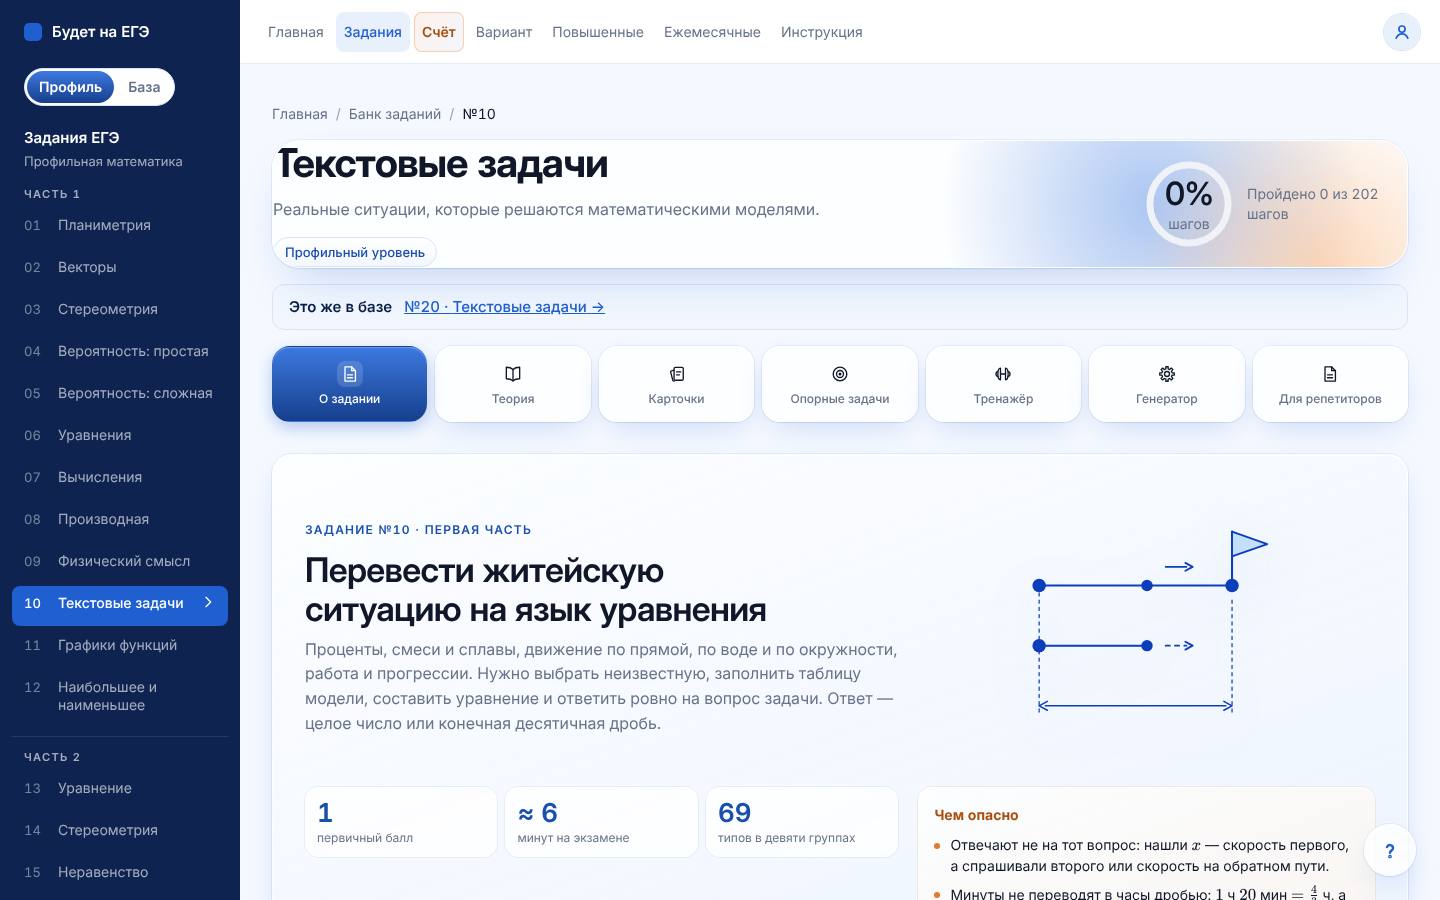 Будет на ЕГЭ
Профиль База
Задания ЕГЭ
Профильная математика
ЧАСТЬ 1
01 Планиметрия
02 Векторы
03 Стереометрия
04 Вероятность: простая
05 Вероятность: сложная
06 Уравнения
07 Вычисления
08 Производная
09 Физический смысл
10 Текстовые задачи
11 Графики функций
12 Наибольшее и
наименьшее
ЧАСТЬ 2
13 Уравнение
14 Стереометрия
15 Неравенство
Главная Задания Счёт Вариант Повышенные Ежемесячные Инструкция
Главная / Банк заданий / №10
Текстовые задачи
Реальные ситуации, которые решаются математическими моделями.
Профильный уровень
0%
шагов
Пройдено 0 из 202
шагов
Это же в базе №20 · Текстовые задачи →
О задании
Теория
Карточки
Опорные задачи
Тренажёр
Генератор
Для репетиторов
ЗАДАНИЕ №10 · ПЕРВАЯ ЧАСТЬ
Перевести житейскую
ситуацию на язык уравнения
Проценты, смеси и сплавы, движение по прямой, по воде и по окружности,
работа и прогрессии. Нужно выбрать неизвестную, заполнить таблицу
модели, составить уравнение и ответить ровно на вопрос задачи. Ответ —
целое число или конечная десятичная дробь.
1
первичный балл
≈ 6
минут на экзамене
69
типов в девяти группах
Чем опасно
Отвечают не на тот вопрос: нашли x — скорость первого,
а спрашивали второго или скорость на обратном пути.
Минуты не переводят в часы дробью: 1 ч 20 мин = ч, а
?